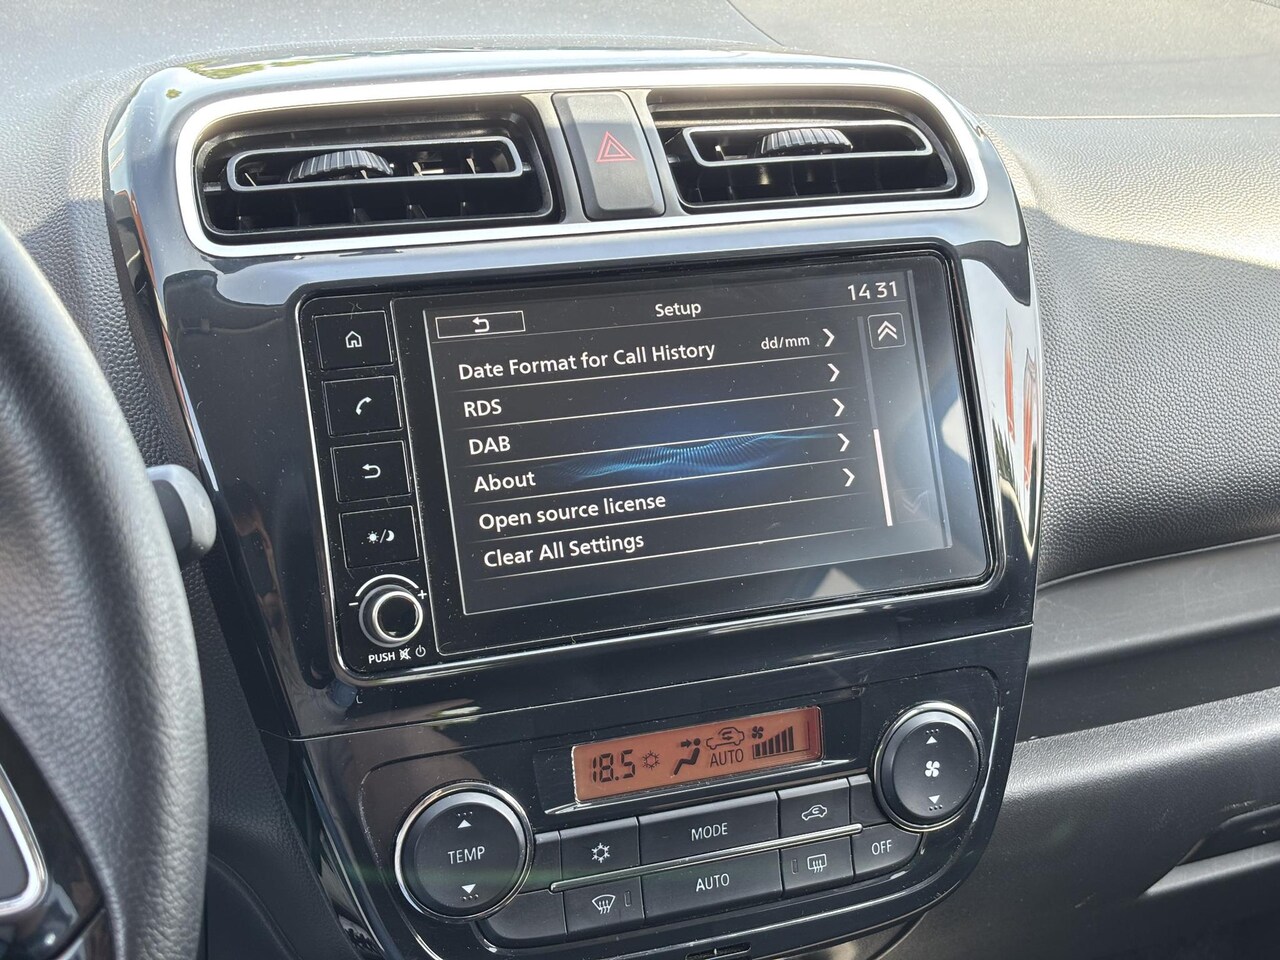 14 31
Setup
Date Format for Call History dd/mm
RDS
DAB
About
Open source license
Clear All Settings
- +
PUSH
18.5 AUTO
TEMP
MODE
AUTO
OFF